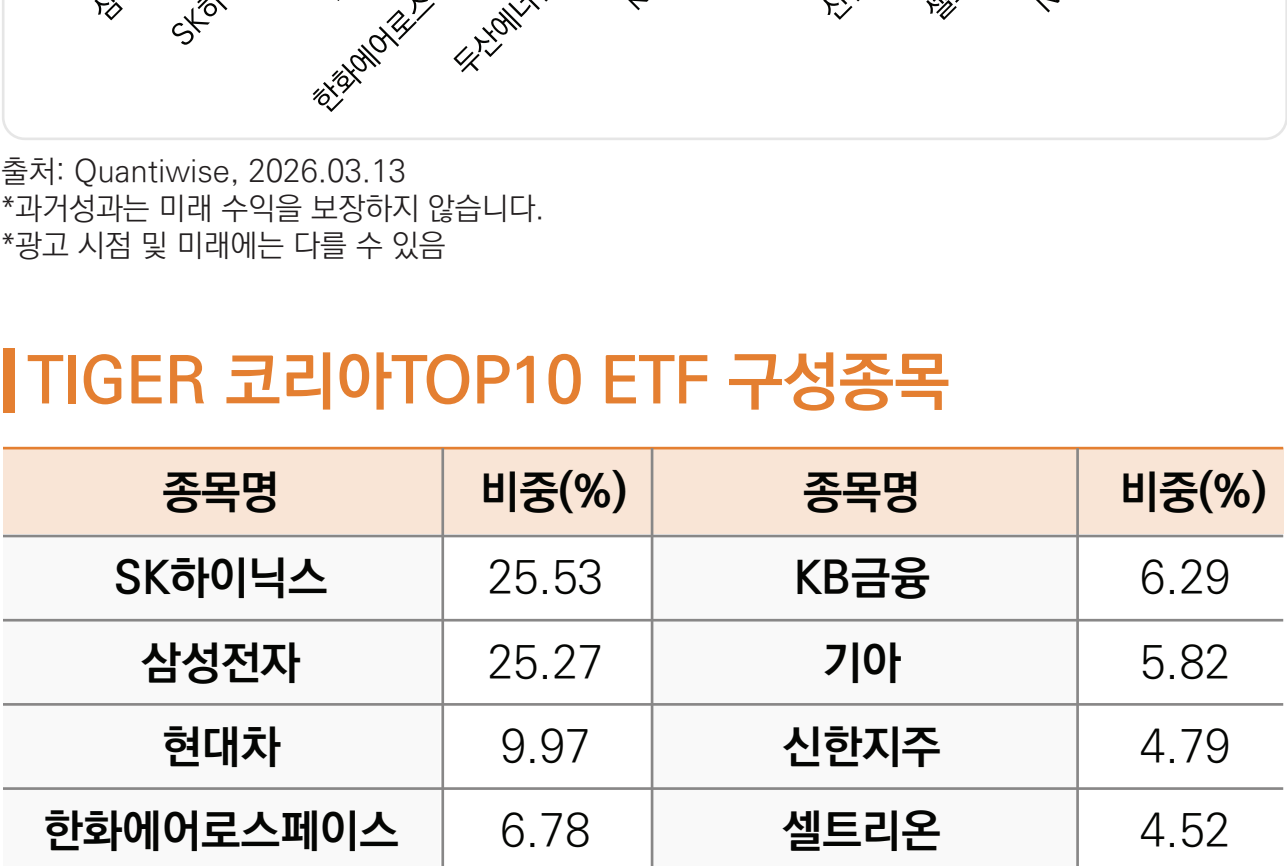 한화에어로스
출처: Quantiwise, 2026.03.13
*과거성과는 미래 수익을 보장하지 않습니다.
*광고 시점 및 미래에는 다를 수 있음
TIGER 코리아TOP10 ETF 구성종목
종목명 비중(%) 종목명 비중(%)
SK하이닉스 25.53 KB금융 6.29
삼성전자 25.27 기아 5.82
현대차 9.97 신한지주 4.79
한화에어로스페이스 6.78 셀트리온 4.52